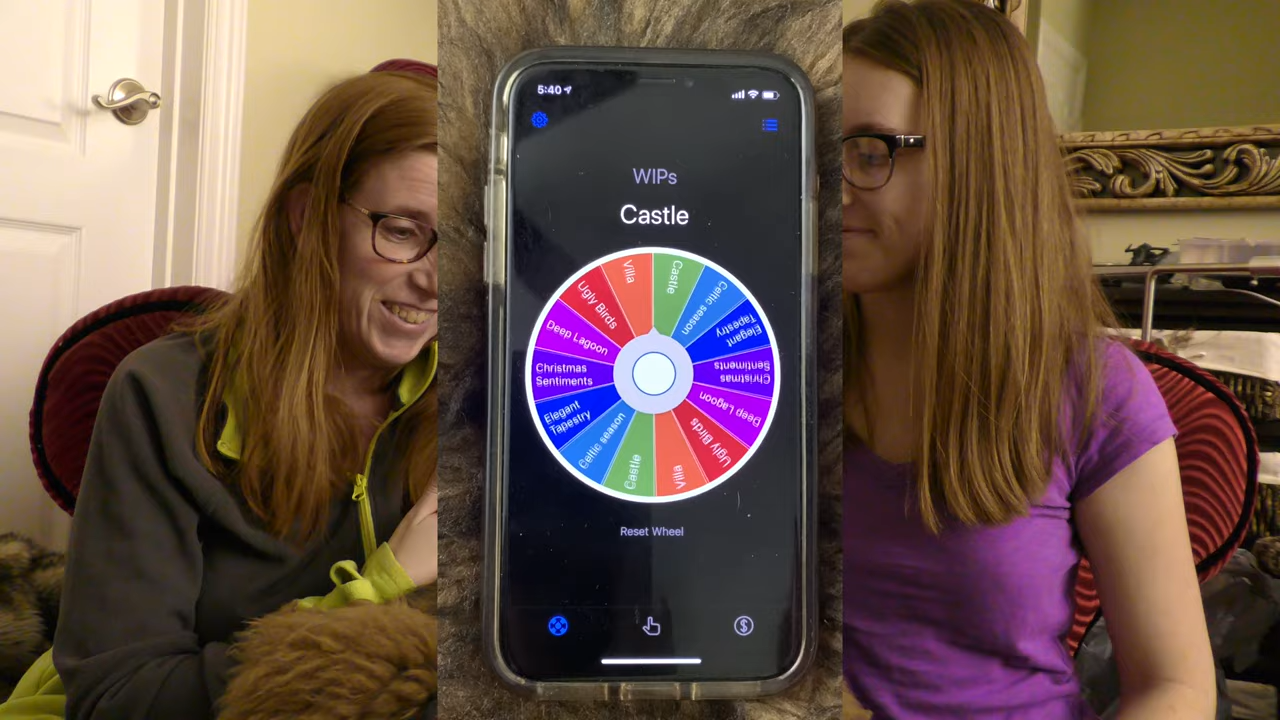 5:40
WIPs
Castle
Villa
Castle
Celtic season
Elegant
Tapestry
Christmas
Sentiments
Deep Lagoon
Ugly Birds
Villa
Castle
Celtic season
Elegant
Tapestry
Christmas
Sentiments
Deep Lagoon
Ugly Birds
Reset Wheel
$